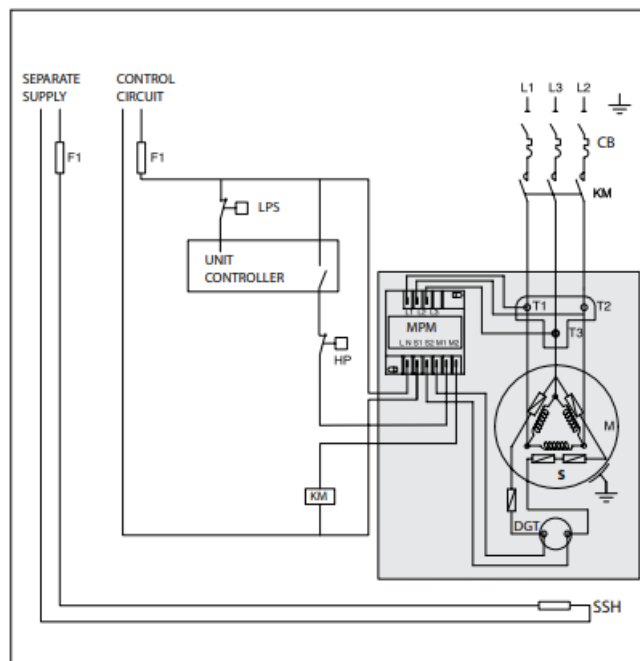 SEPARATE
SUPPLY
CONTROL
CIRCUIT
L1 L3 L2
F1
F1
CB
KM
LPS
UNIT
CONTROLLER
L1 L2 L3
T1
T2
MPM
T3
L N S1 S2 M1 M2
HP
M
S
KM
DGT
SSH